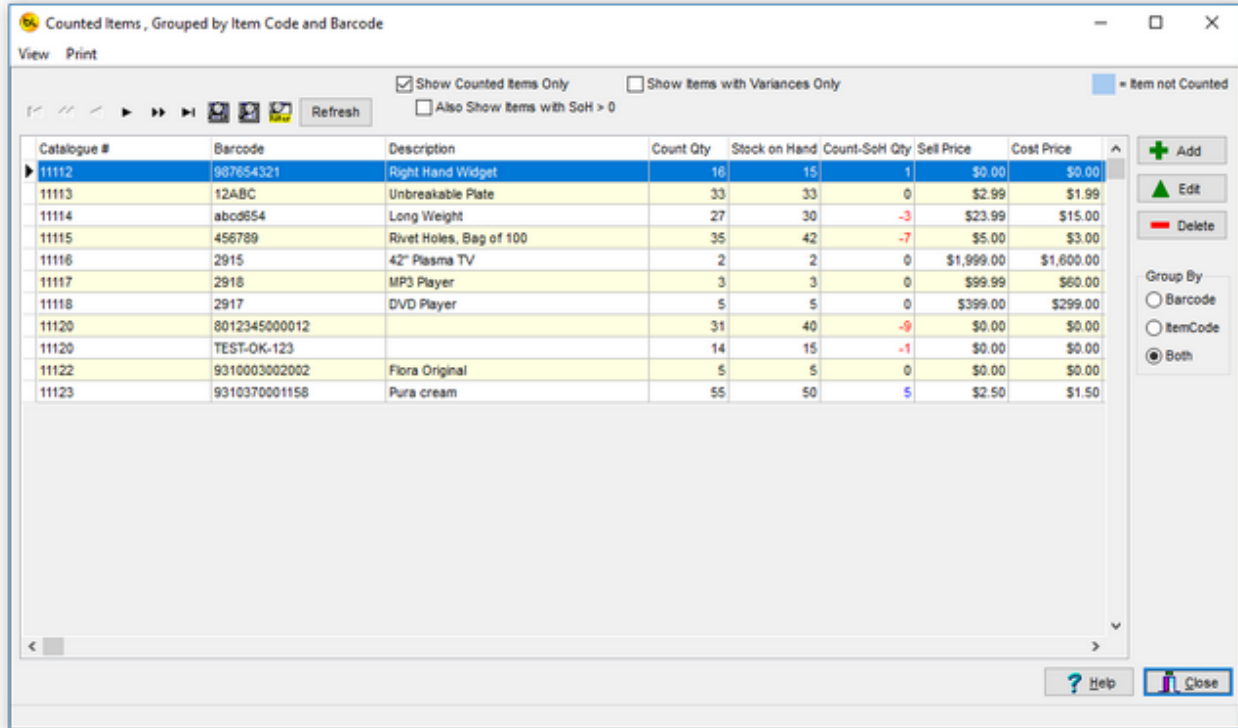 Counted Items , Grouped by Item Code and Barcode
View Print
Show Counted Items Only Show Items with Variances Only = Item not Counted
Also Show Items with SoH > 0
Refresh
Catalogue # Barcode Description Count Qty Stock on Hand Count-SoH Qty Sell Price Cost Price
11112 987654321 Right Hand Widget 16 15 1 $0.00 $0.00
11113 12ABC Unbreakable Plate 33 33 0 $2.99 $1.99
11114 abcd654 Long Weight 27 30 -3 $23.99 $15.00
11115 456789 Rivet Holes, Bag of 100 35 42 -7 $5.00 $3.00
11116 2915 42" Plasma TV 2 2 0 $1,999.00 $1,600.00
11117 2918 MP3 Player 3 3 0 $99.99 $60.00
11118 2917 DVD Player 5 5 0 $399.00 $299.00
11120 8012345000012 31 40 -9 $0.00 $0.00
11120 TEST-OK-123 14 15 -1 $0.00 $0.00
11122 9310003002002 Flora Original 5 5 0 $0.00 $0.00
11123 9310370001158 Pura cream 55 50 5 $2.50 $1.50
Add
Edit
Delete
Group By
Barcode
ItemCode
Both
Help Close